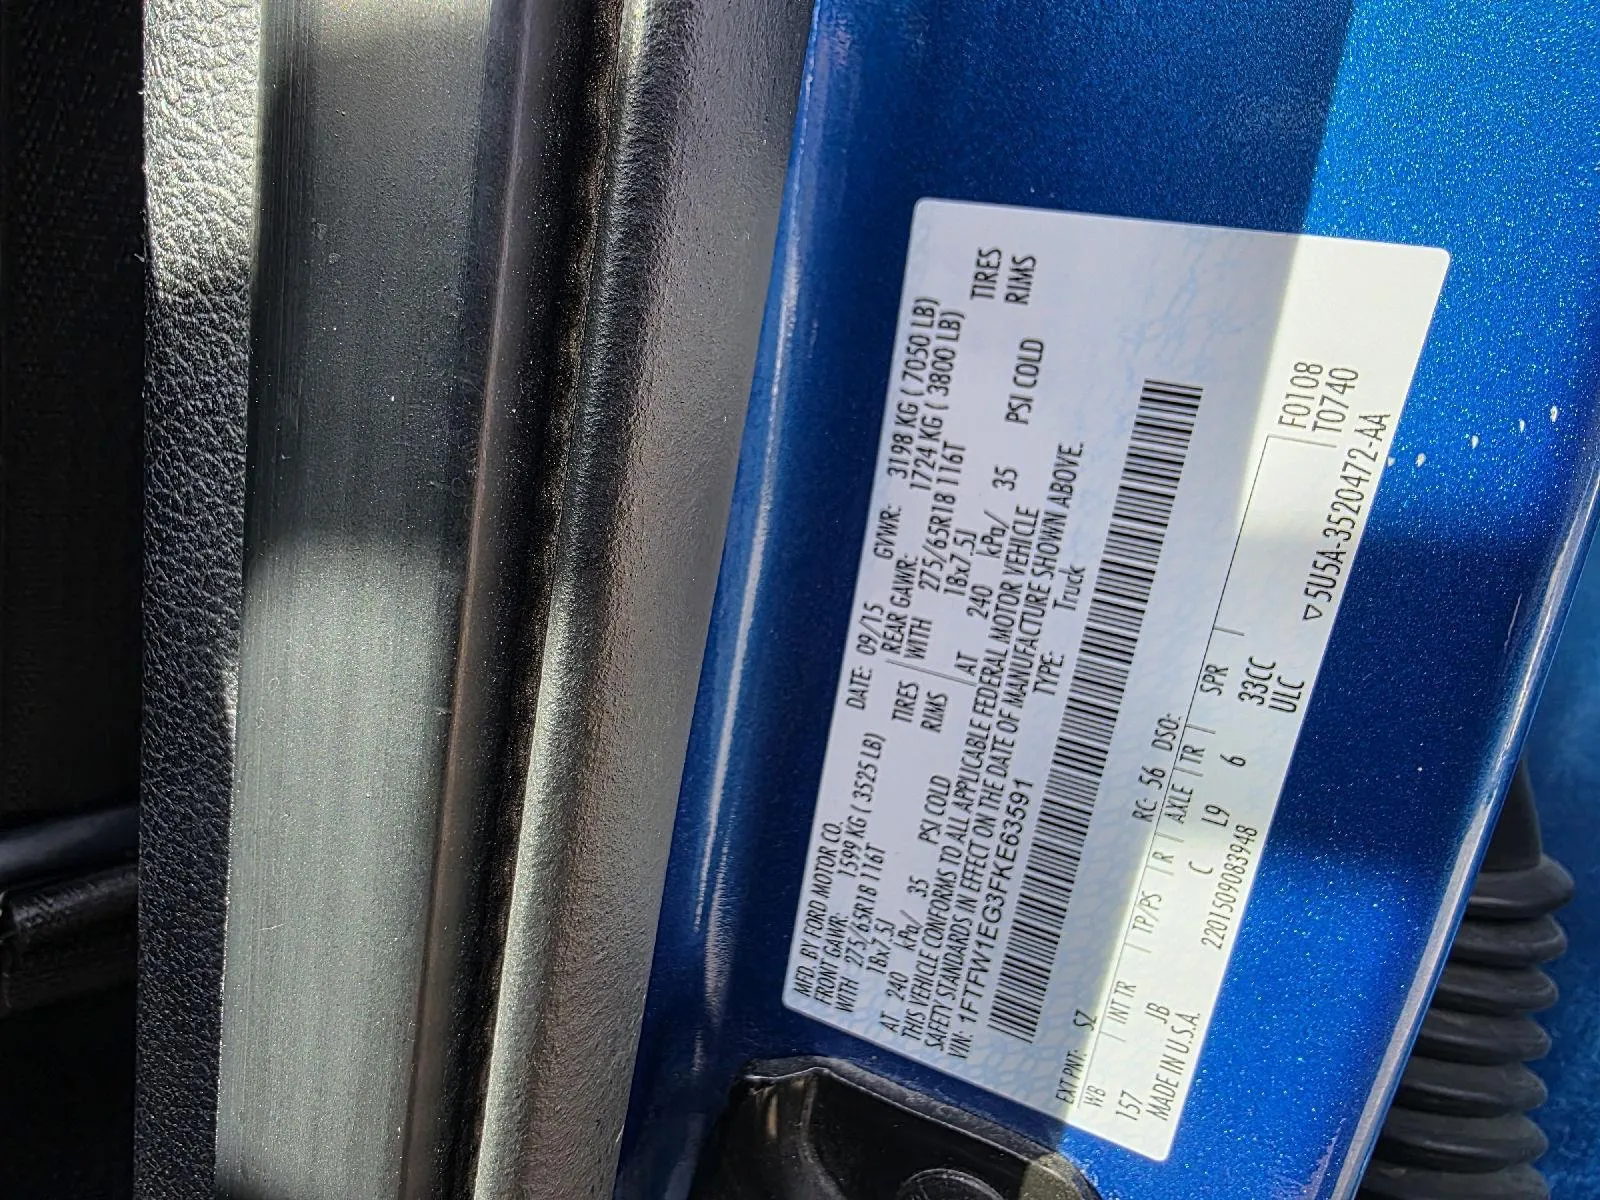 MFD. BY FORD MOTOR CO. DATE: 09/15 GVWR: 3198 KG ( 7050 LB)
FRONT GAWR: 1599 KG ( 3525 LB) REAR GAWR: 1724 KG ( 3800 LB)
WITH 275/65R18 116T TIRES WITH 275/65R18 116T TIRES
18x7.5J RIMS 18x7.5J RIMS
AT 240 kPa/ 35 PSI COLD AT 240 kPa/ 35 PSI COLD
THIS VEHICLE CONFORMS TO ALL APPLICABLE FEDERAL MOTOR VEHICLE
SAFETY STANDARDS IN EFFECT ON THE DATE OF MANUFACTURE SHOWN ABOVE.
VIN: 1FTFW1EG3FKE63591 TYPE: Truck
EXT PNT: SZ RC: 56 DSO: F0108
WB | INT TR | TP/PS | R | AXLE | TR | SPR | T0740
157 JB C L9 6 33CC
MADE IN U.S.A. 2201509083948 ULC ▽5U5A-3520472-AA